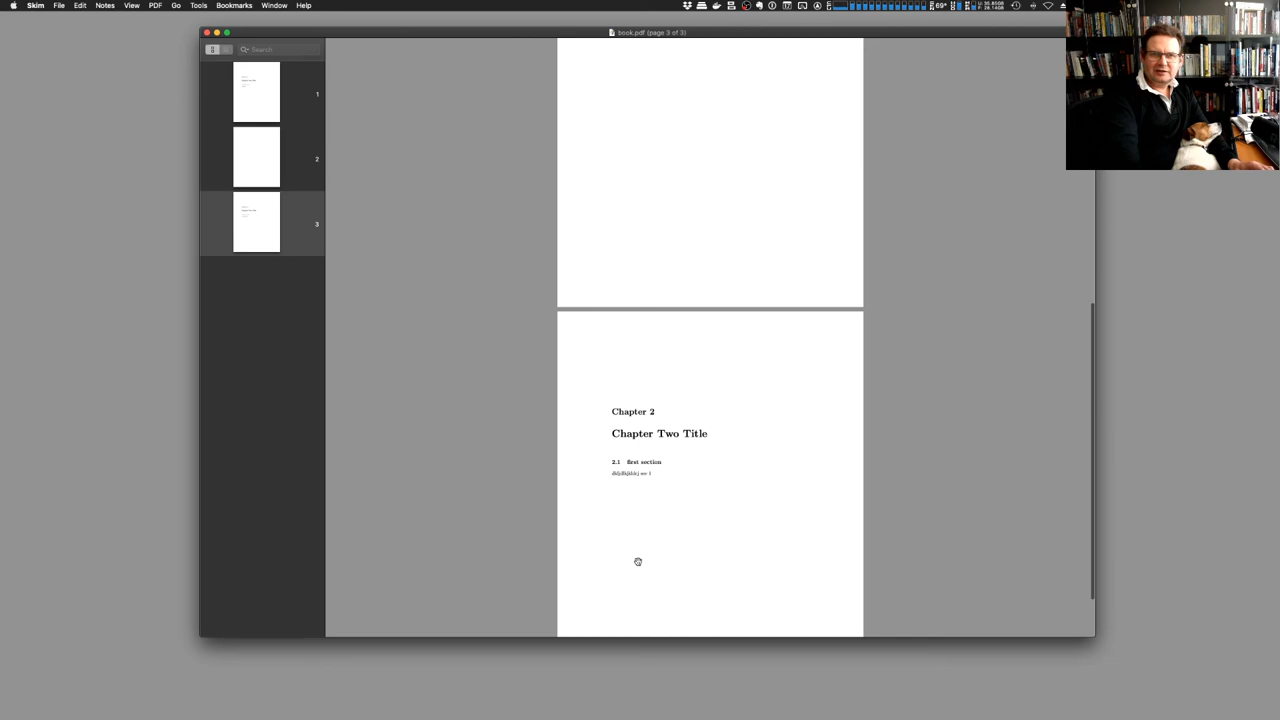 Skim File Edit Notes View PDF Go Tools Bookmarks Window Help
69°
book.pdf (page 3 of 3)
Search
1
2
3
Chapter 2
Chapter Two Title
2.1 first section